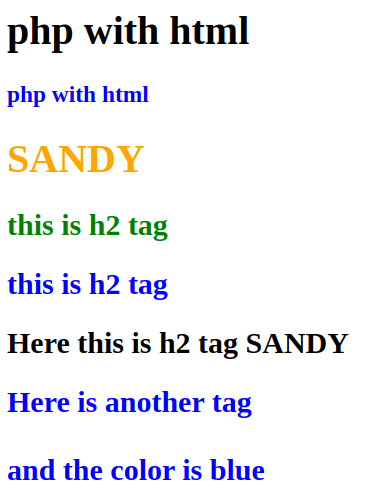 php with html
php with html
SANDY
this is h2 tag
this is h2 tag
Here this is h2 tag SANDY
Here is another tag
and the color is blue